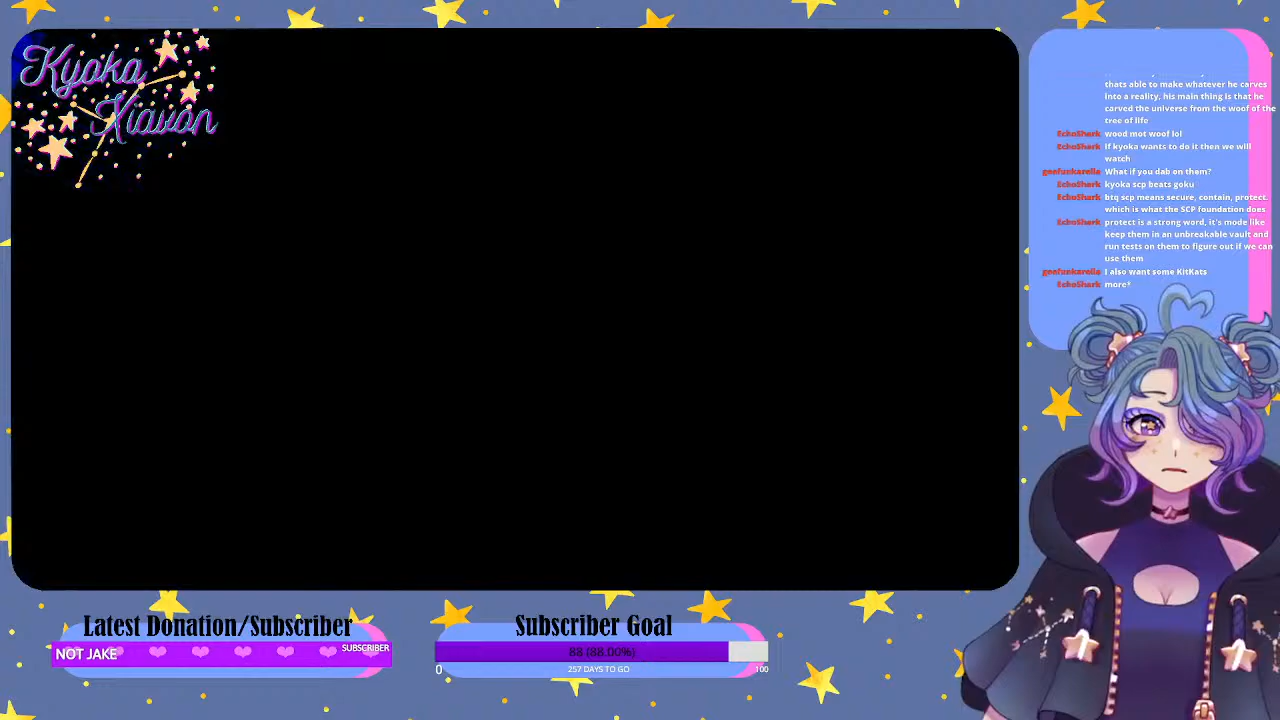 Kyoka
Xiavon
thats able to make whatever he carves
into a reality, his main thing is that he
carved the universe from the woof of the
tree of life
EchoShark wood mot woof lol
EchoShark If kyoka wants to do it then we will
watch
geefunkarella What if you dab on them?
EchoShark kyoka scp beats goku
EchoShark btq scp means secure, contain, protect.
which is what the SCP foundation does
EchoShark protect is a strong word, it's mode like
keep them in an unbreakable vault and
run tests on them to figure out if we can
use them
geefunkarella I also want some KitKats
EchoShark more?
Latest Donation/Subscriber
NOT JAKE SUBSCRIBER
Subscriber Goal
88 (88.00%)
0 257 DAYS TO GO 100